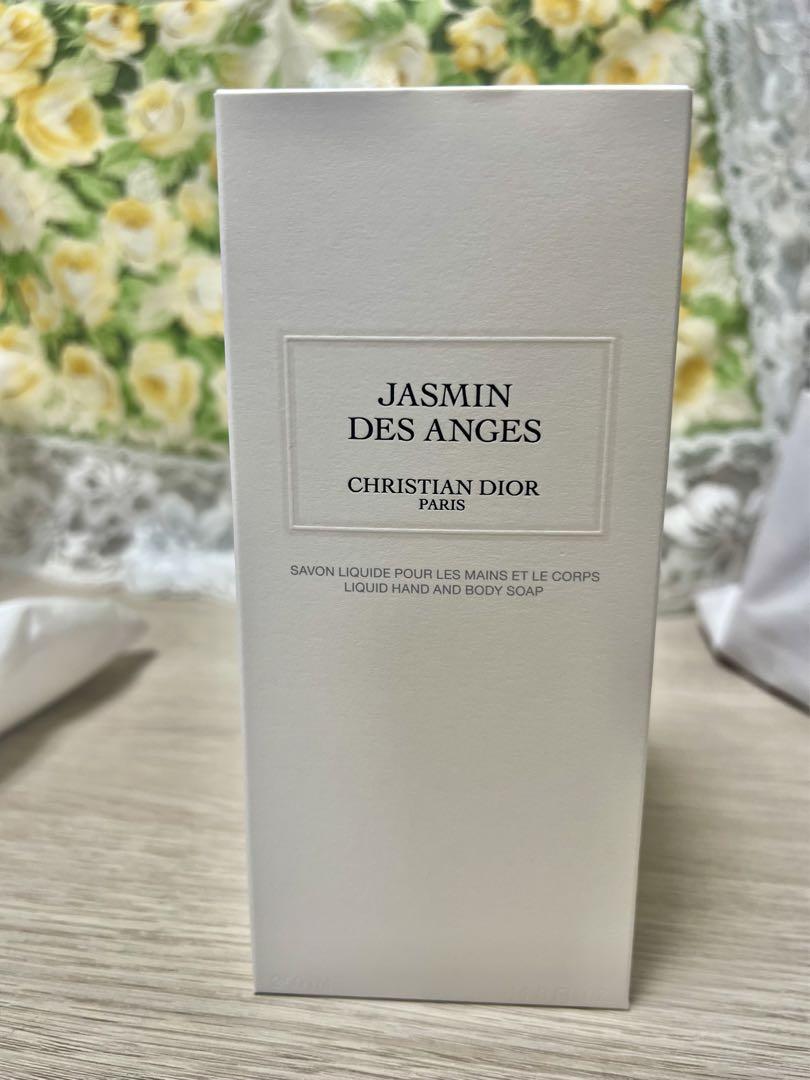 JASMIN
DES ANGES
CHRISTIAN DIOR
PARIS
SAVON LIQUIDE POUR LES MAINS ET LE CORPS
LIQUID HAND AND BODY SOAP